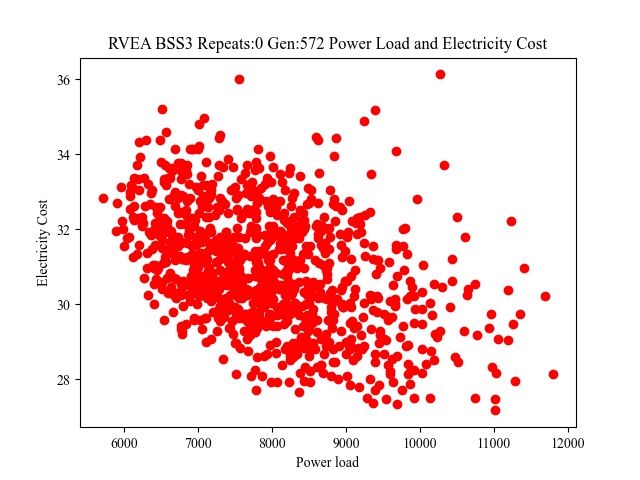 RVEA BSS3 Repeats:0 Gen:572 Power Load and Electricity Cost
Electricity Cost
36
34
32
30
28
6000 7000 8000 9000 10000 11000 12000
Power load